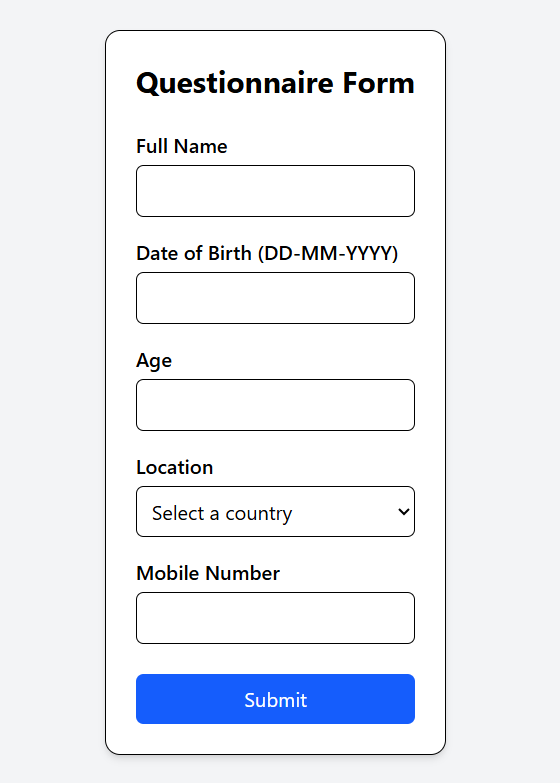 Questionnaire Form
Full Name
Date of Birth (DD-MM-YYYY)
Age
Location
Select a country
Mobile Number
Submit